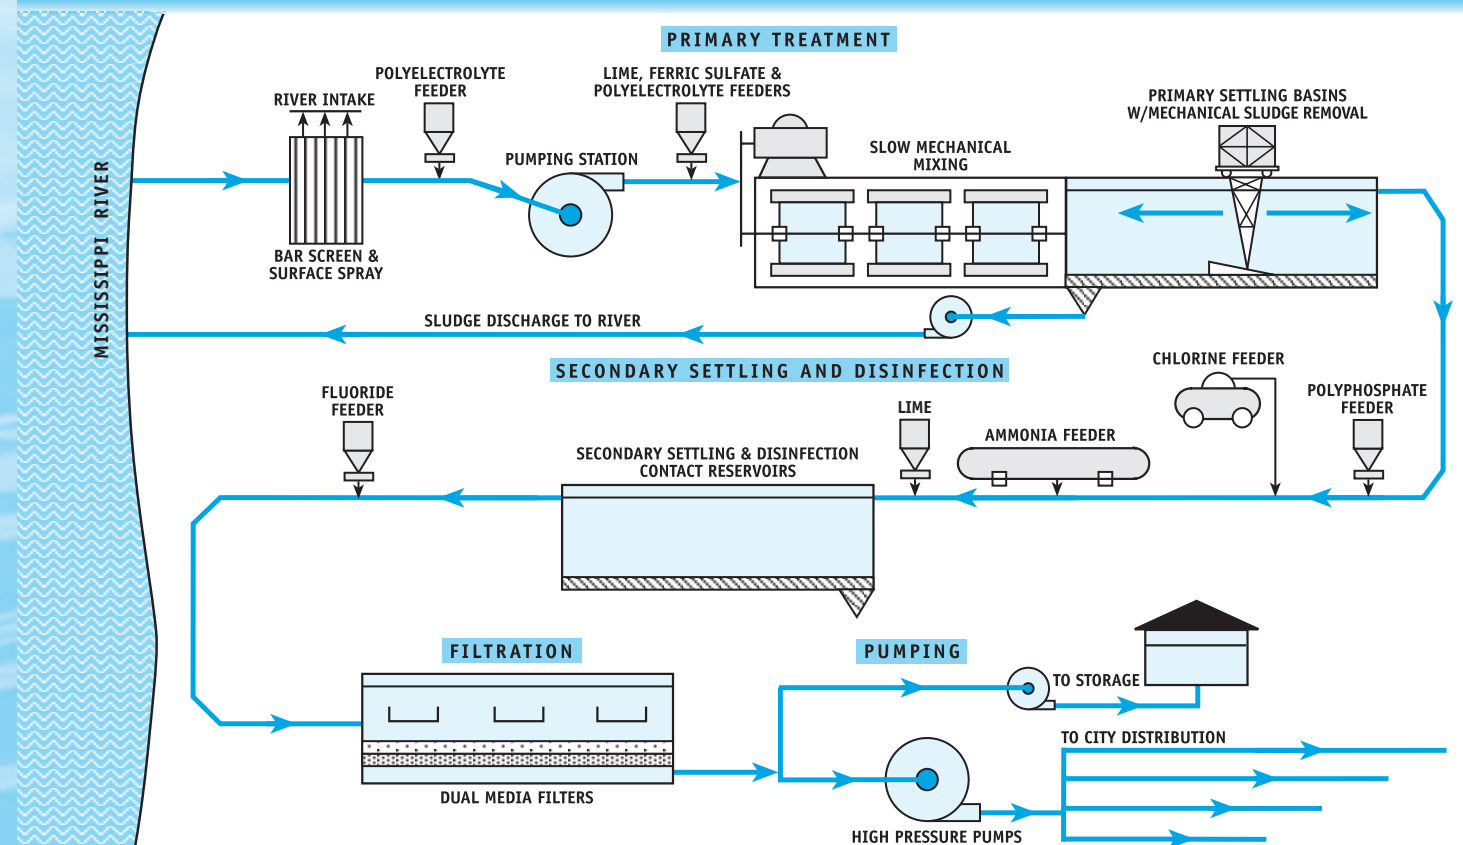 PRIMARY TREATMENT
POLYELECTROLYTE
FEEDER
LIME, FERRIC SULFATE &
POLYELECTROLYTE FEEDERS
RIVER INTAKE
PRIMARY SETTLING BASINS
W/MECHANICAL SLUDGE REMOVAL
PUMPING STATION
SLOW MECHANICAL
MIXING
BAR SCREEN &
SURFACE SPRAY
MISSISSIPPI RIVER
SLUDGE DISCHARGE TO RIVER
SECONDARY SETTLING AND DISINFECTION
CHLORINE FEEDER
POLYPHOSPHATE
FEEDER
FLUORIDE
FEEDER
LIME
AMMONIA FEEDER
SECONDARY SETTLING & DISINFECTION
CONTACT RESERVOIRS
FILTRATION
PUMPING
TO STORAGE
TO CITY DISTRIBUTION
DUAL MEDIA FILTERS
HIGH PRESSURE PUMPS